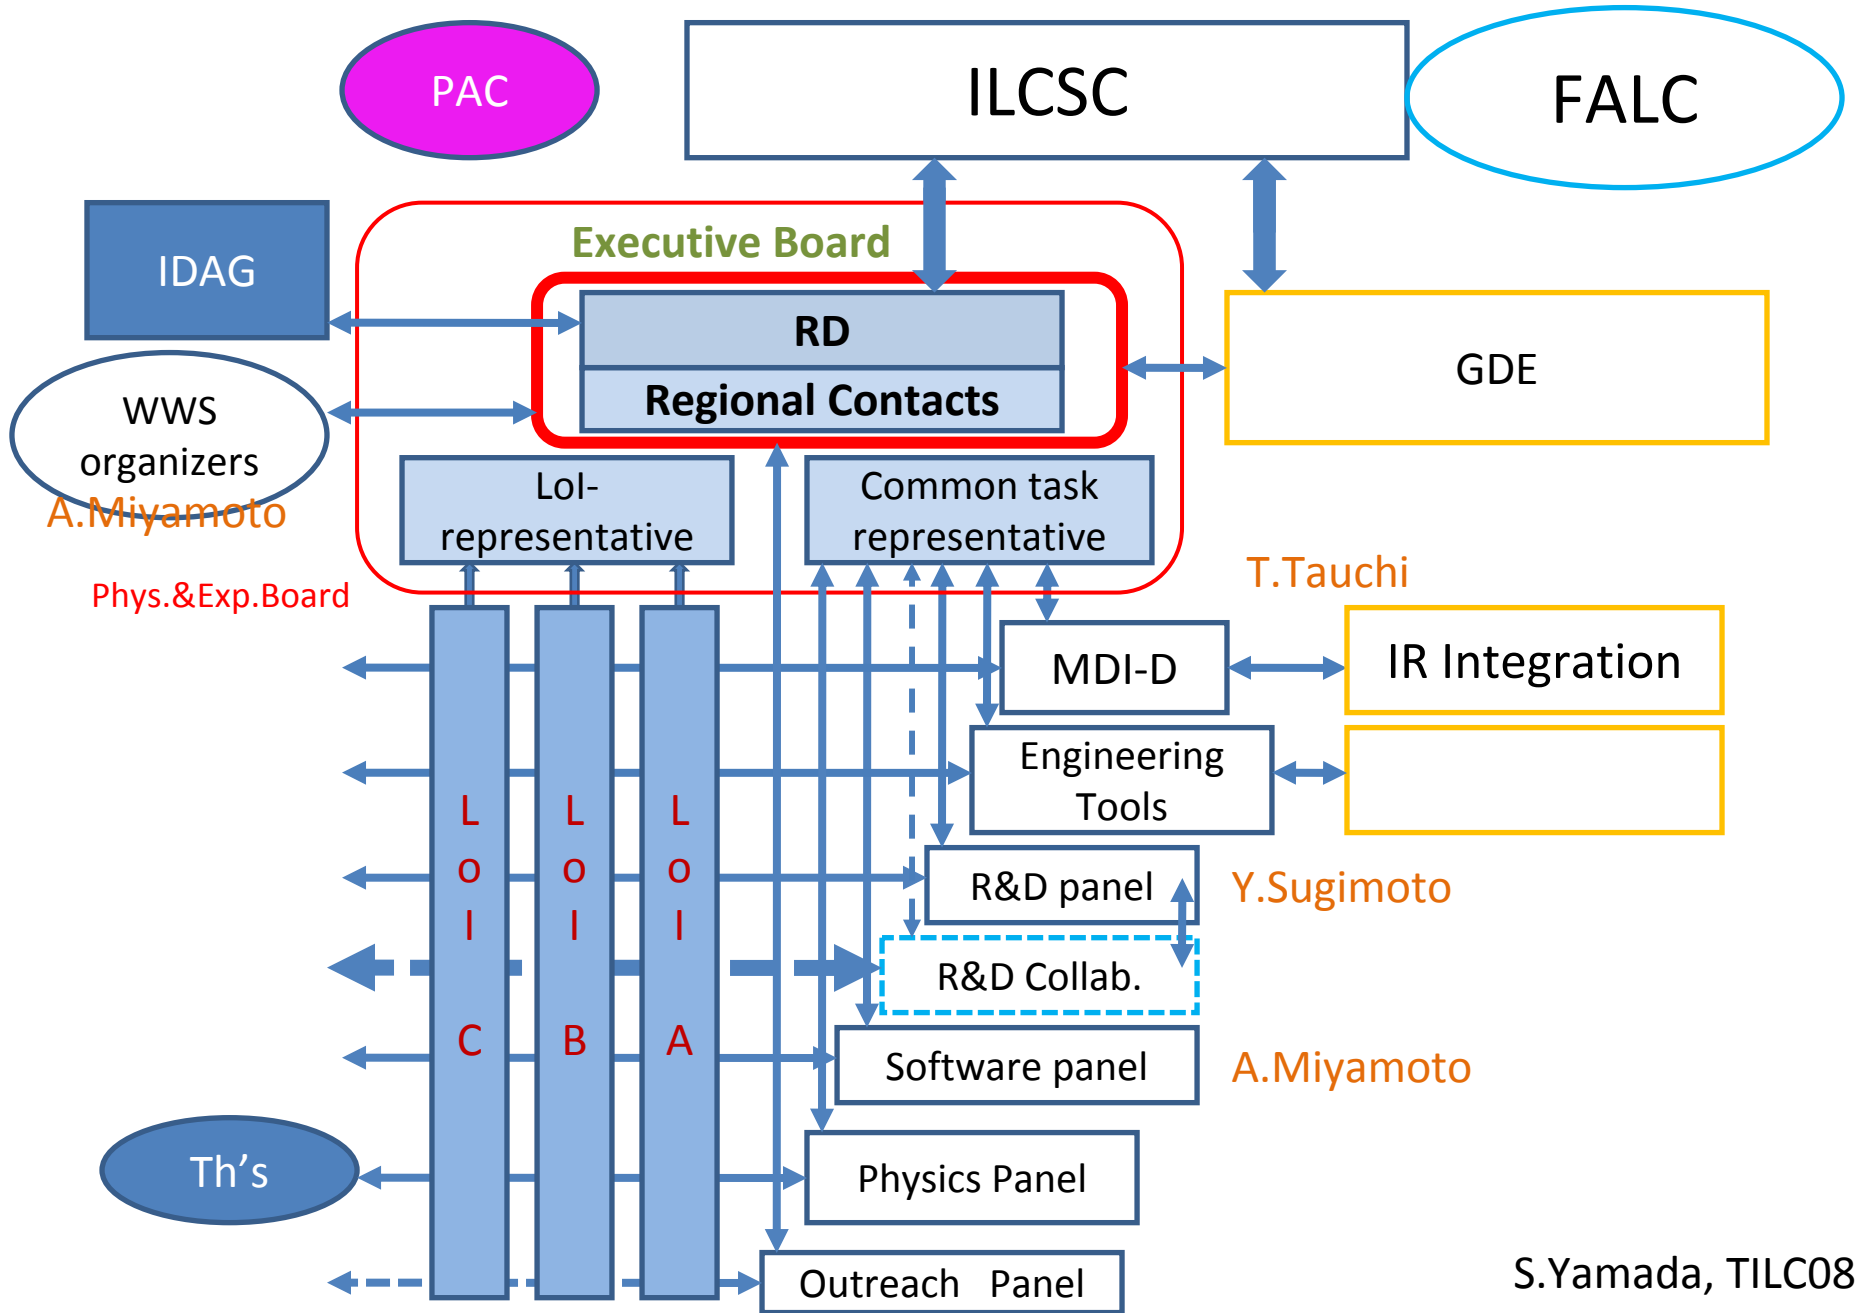 PAC
ILCSC
FALC
Executive Board
IDAG
RD
Regional Contacts
GDE
WWS
organizers
A.Miyamoto
LoI-
representative
Common task
representative
Phys.&Exp.Board
T.Tauchi
MDI-D
IR Integration
Engineering
Tools
L o I C
L o I B
L o I A
R&D panel
Y.Sugimoto
R&D Collab.
Software panel
A.Miyamoto
Th's
Physics Panel
Outreach Panel
S.Yamada, TILC08